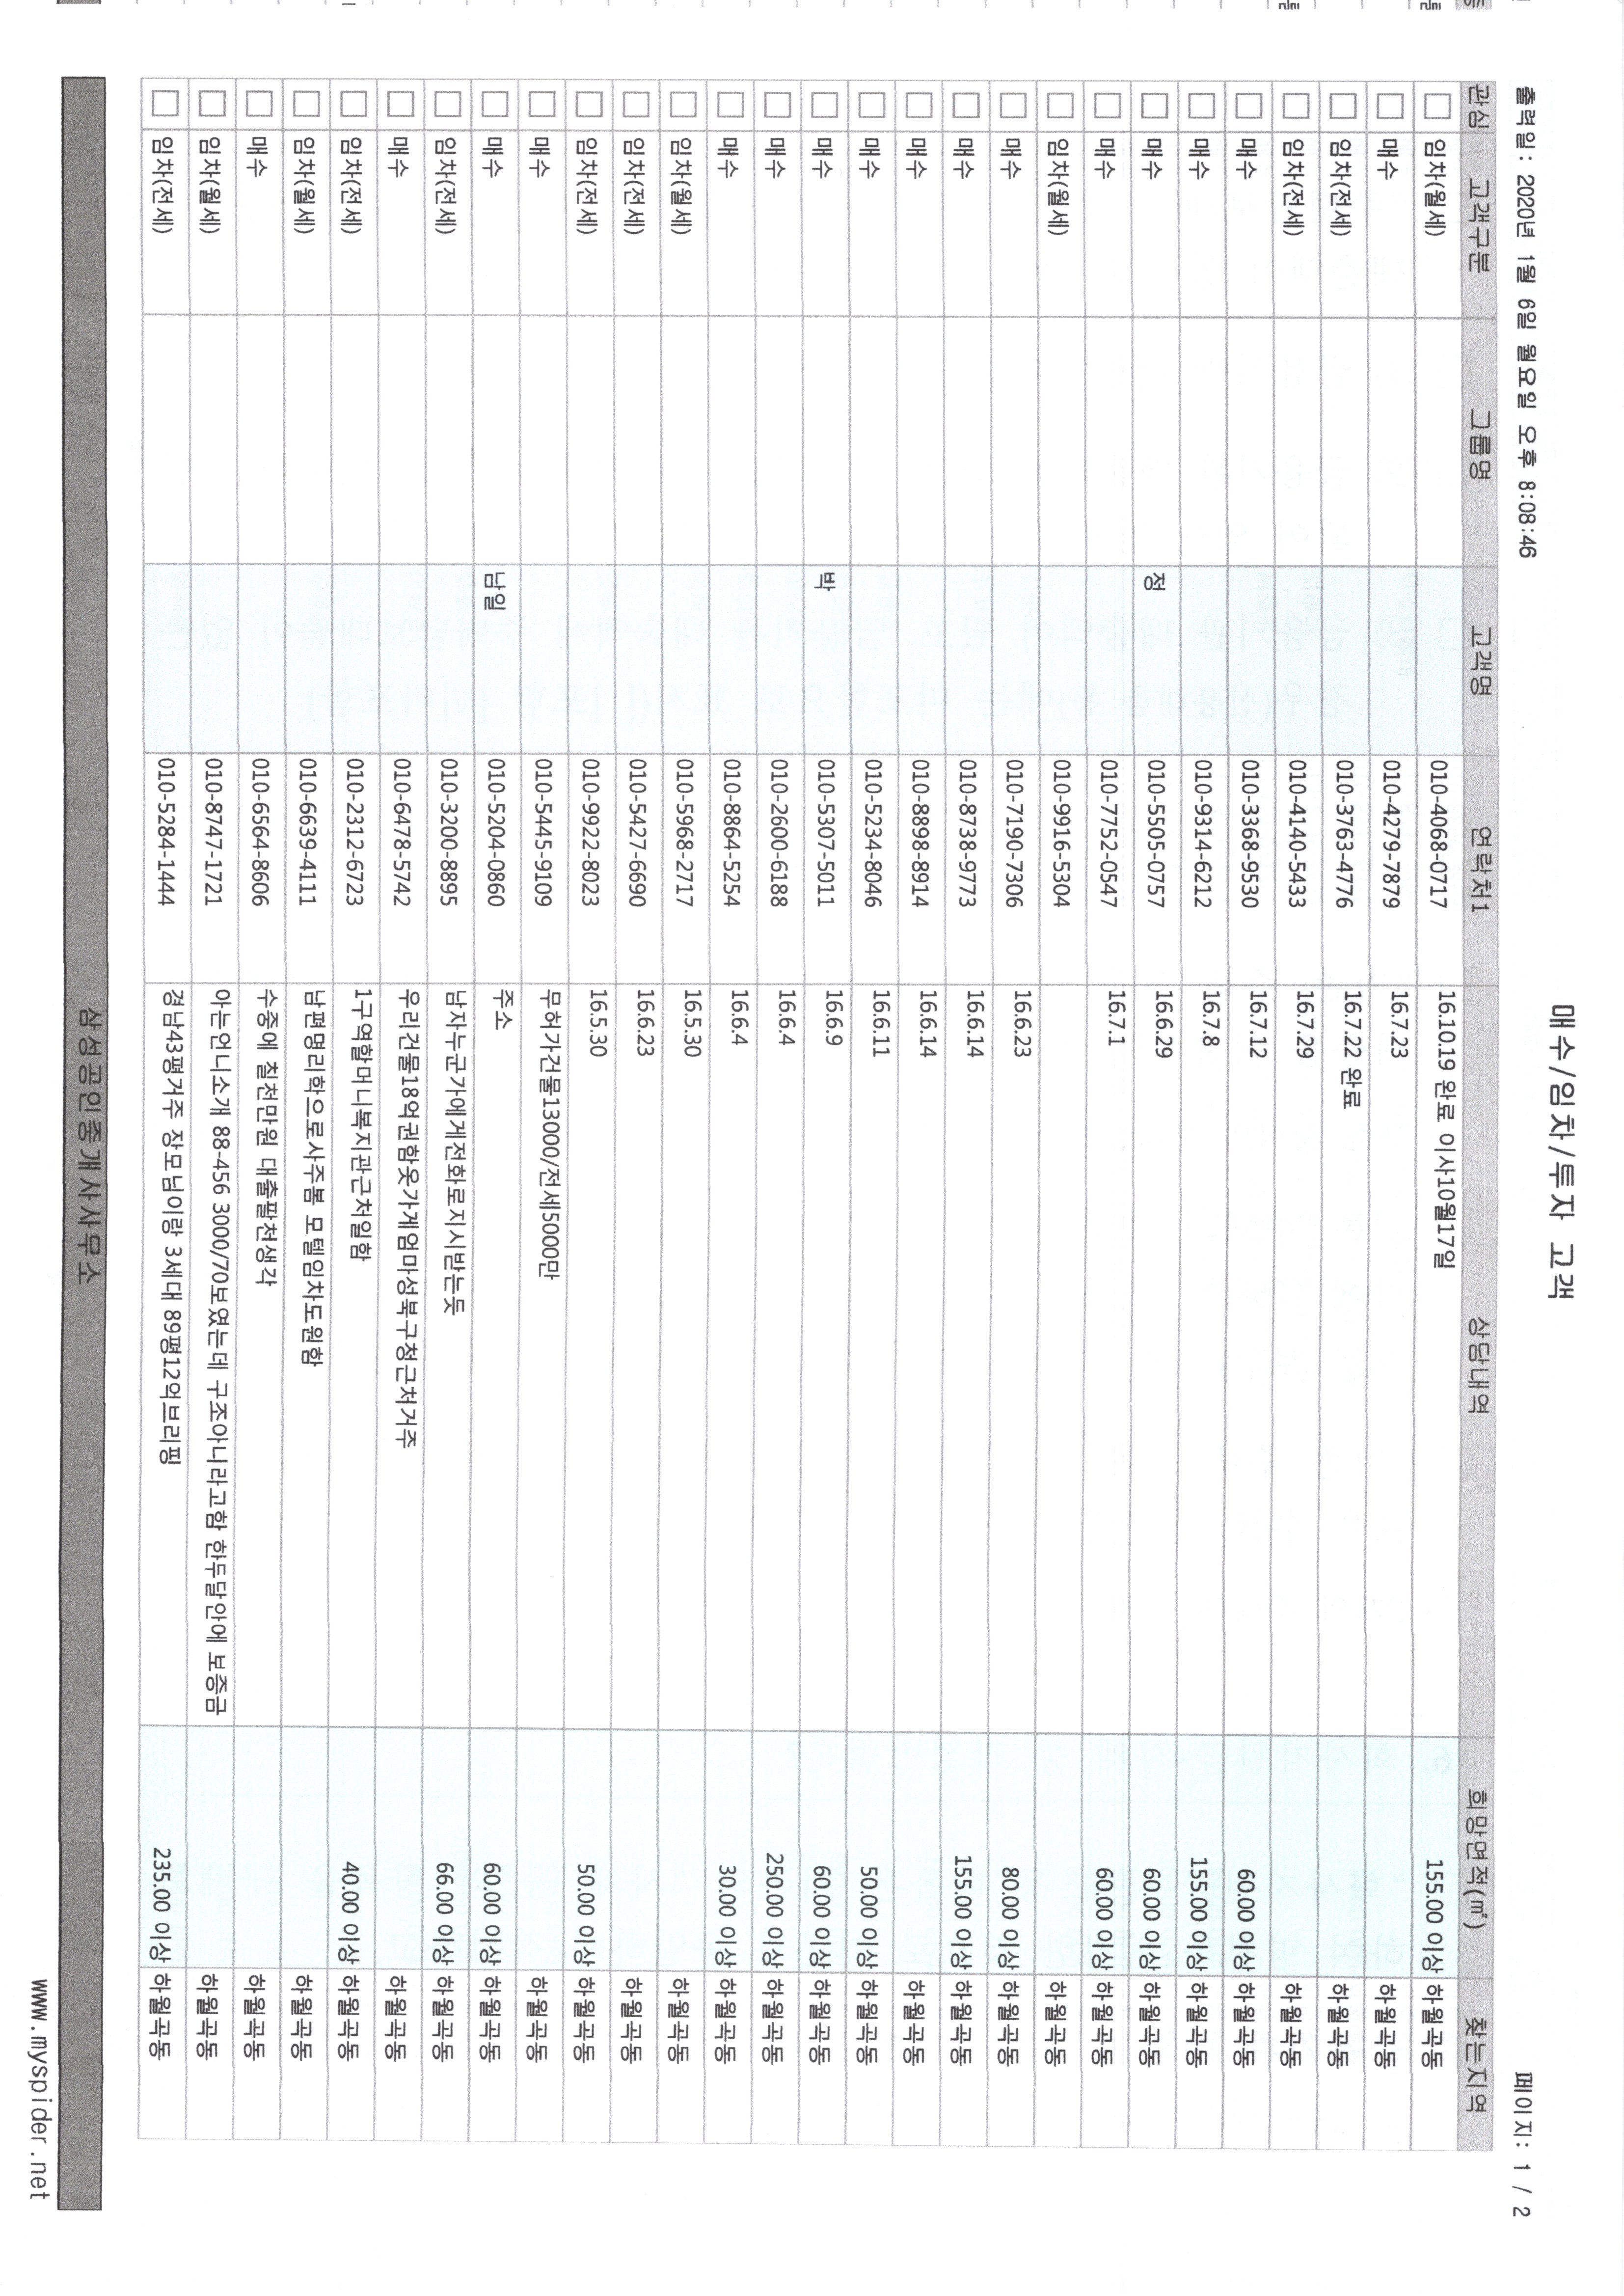 매수/임차/투자 고객
출력일: 2020년 1월 6일 월요일 오후 8:08:46
페이지: 1 / 2
관심 고객구분 그룹명 고객명 연락처1 상담내역 희망면적(㎡) 찾는지역
임차(월세) 010-4068-0717 16.10.19 완료 이사10월17일 155.00 이상 하월곡동
매수 010-4279-7879 16.7.23 하월곡동
임차(전세) 010-3763-4776 16.7.22 완료 하월곡동
임차(전세) 010-4140-5433 16.7.29 하월곡동
매수 010-3368-9530 16.7.12 60.00 이상 하월곡동
매수 010-9314-6212 16.7.8 155.00 이상 하월곡동
매수 정 010-5505-0757 16.6.29 60.00 이상 하월곡동
매수 010-7752-0547 16.7.1 60.00 이상 하월곡동
임차(월세) 010-9916-5304 하월곡동
매수 010-7190-7306 16.6.23 80.00 이상 하월곡동
매수 010-8738-9773 16.6.14 155.00 이상 하월곡동
매수 010-8898-8914 16.6.14 하월곡동
매수 010-5234-8046 16.6.11 50.00 이상 하월곡동
매수 박 010-5307-5011 16.6.9 60.00 이상 하월곡동
매수 010-2600-6188 16.6.4 250.00 이상 하월곡동
매수 010-8864-5254 16.6.4 30.00 이상 하월곡동
임차(월세) 010-5968-2717 16.5.30 하월곡동
임차(전세) 010-5427-6690 16.6.23 하월곡동
임차(전세) 010-9922-8023 16.5.30 50.00 이상 하월곡동
매수 010-5445-9109 무허가건물13000/전세5000만 하월곡동
매수 남일 010-5204-0860 주소 60.00 이상 하월곡동
임차(전세) 010-3200-8895 남자누군가에게전화로지시받는듯 66.00 이상 하월곡동
매수 010-6478-5742 우리건물18억권함옷가게엄마성북구청근처거주 하월곡동
임차(전세) 010-2312-6723 1구역할머니복지관근처일함 40.00 이상 하월곡동
임차(월세) 010-6639-4111 남편명리학으로사주봄 모텔임차도원함 하월곡동
매수 010-6564-8606 수중에 칠천만원 대출팔천생각 하월곡동
임차(월세) 010-8747-1721 아는언니소개 88-456 3000/70보였는데 구조아니라고함 한두달안에 보증금 하월곡동
임차(전세) 010-5284-1444 경남43평거주 장모님이랑 3세대 89평12억브리핑 235.00 이상 하월곡동
삼성공인중개사사무소
www.myspider.net